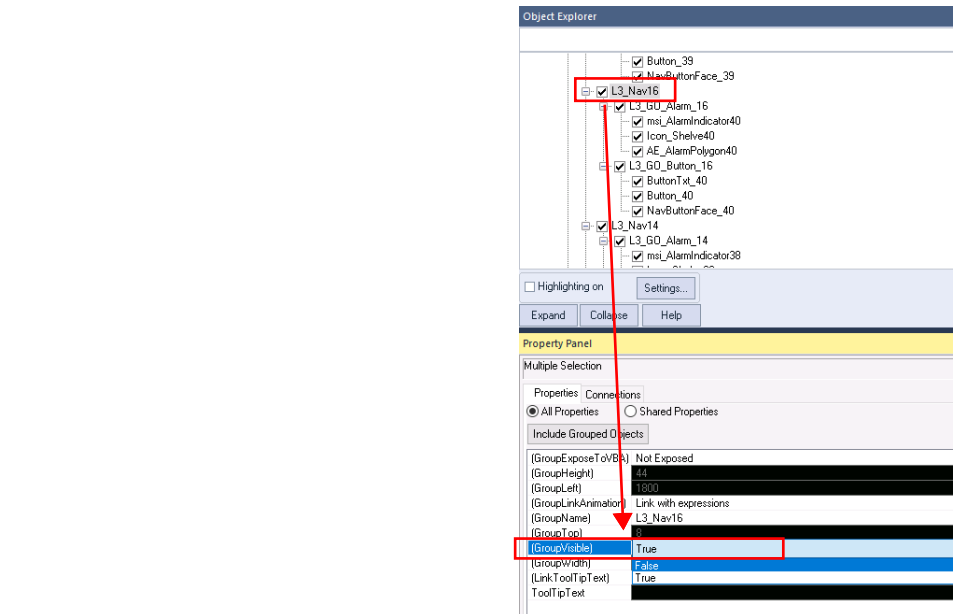 Object Explorer
Button_39
NavButtonFace_39
L3_Nav16
L3_GO_Alarm_16
msi_AlarmIndicator40
Icon_Shelve40
AE_AlarmPolygon40
L3_GO_Button_16
ButtonTxt_40
Button_40
NavButtonFace_40
L3_Nav14
L3_GO_Alarm_14
msi_AlarmIndicator38
Highlighting on
Settings...
Expand Collapse Help
Property Panel
Multiple Selection
Properties Connections
All Properties Shared Properties
Include Grouped Objects
(GroupExposeToVBA) Not Exposed
(GroupHeight) 44
(GroupLeft) 1800
(GroupLinkAnimation) Link with expressions
(GroupName) L3_Nav16
(GroupTop) 8
(GroupVisible) True
(GroupWidth) False
(LinkToolTipText) True
ToolTipText